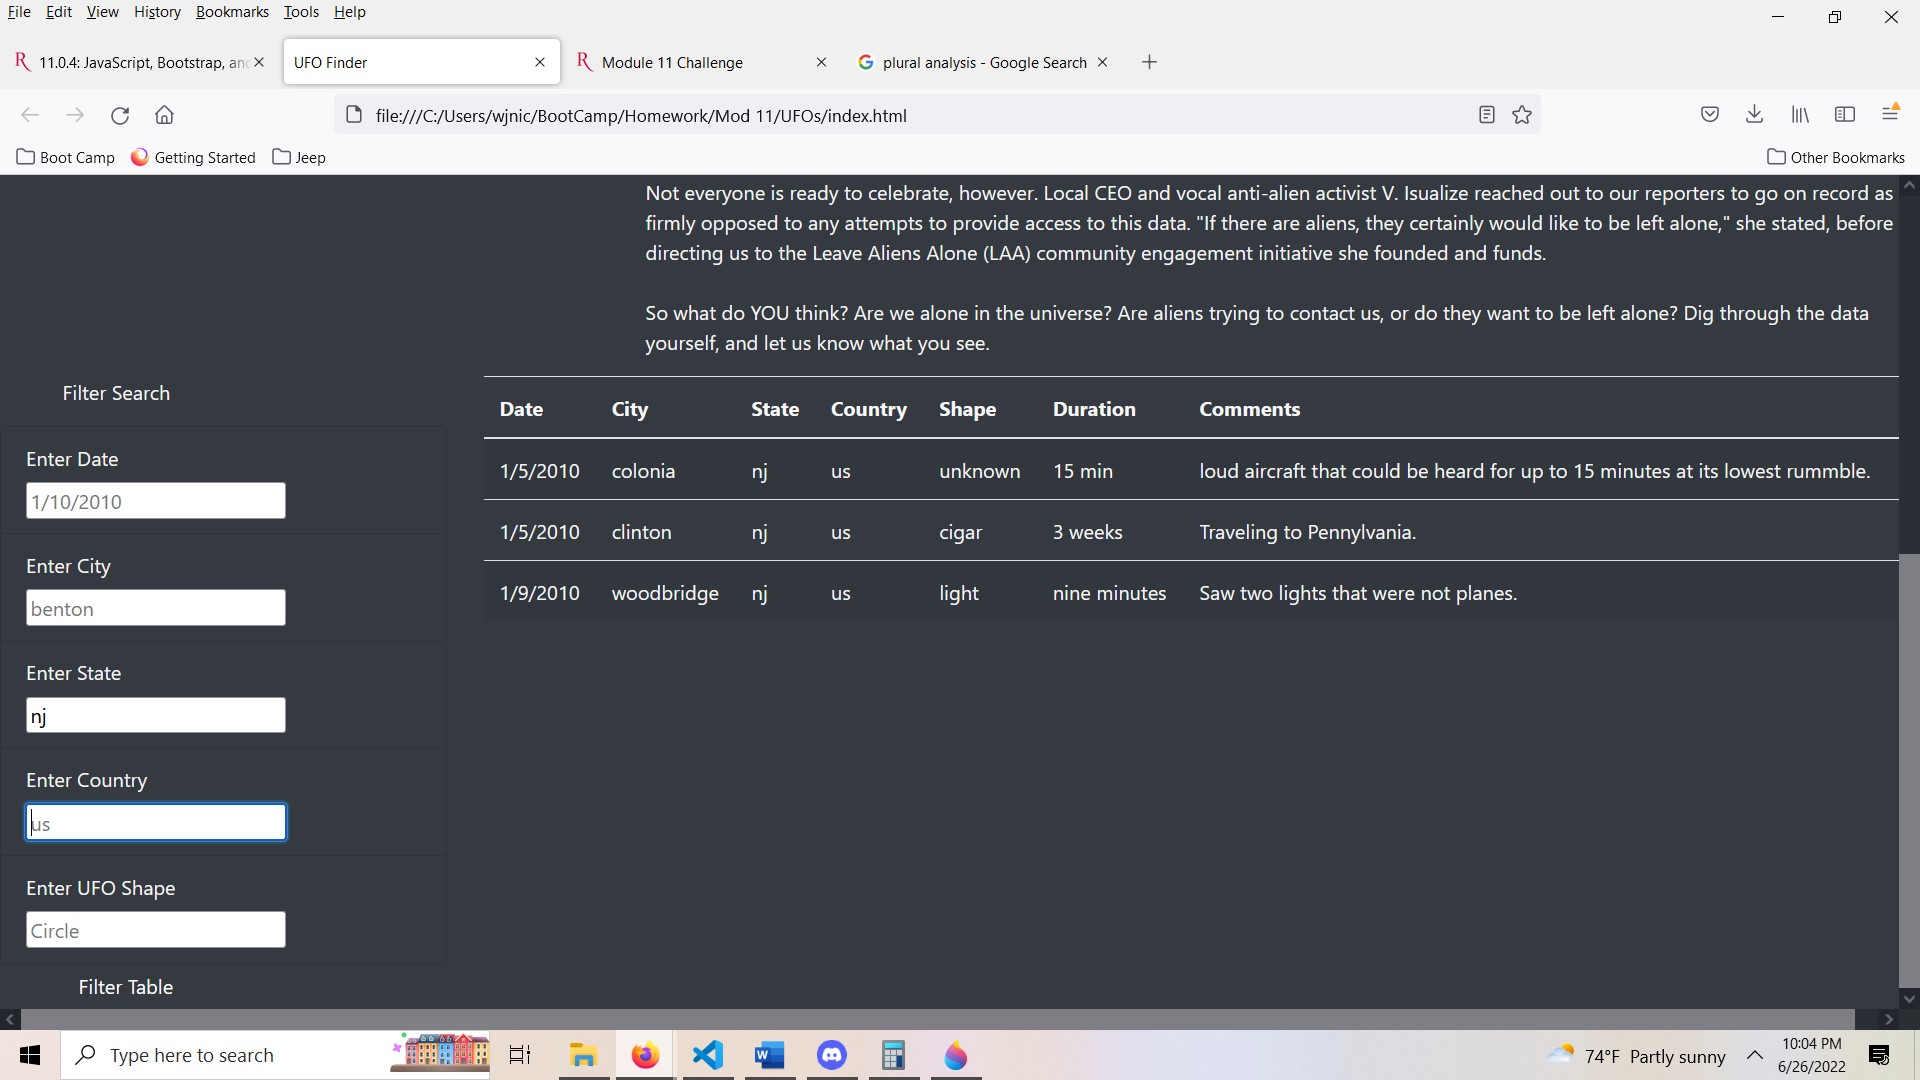 File Edit View History Bookmarks Tools Help
11.0.4: JavaScript, Bootstrap, and
UFO Finder
Module 11 Challenge
plural analysis - Google Search
file:///C:/Users/wjnic/BootCamp/Homework/Mod 11/UFOs/index.html
Boot Camp Getting Started Jeep Other Bookmarks
Not everyone is ready to celebrate, however. Local CEO and vocal anti-alien activist V. Isualize reached out to our reporters to go on record as
firmly opposed to any attempts to provide access to this data. "If there are aliens, they certainly would like to be left alone," she stated, before
directing us to the Leave Aliens Alone (LAA) community engagement initiative she founded and funds.
So what do YOU think? Are we alone in the universe? Are aliens trying to contact us, or do they want to be left alone? Dig through the data
yourself, and let us know what you see.
Filter Search
Enter Date
1/10/2010
Enter City
benton
Enter State
nj
Enter Country
us
Enter UFO Shape
Circle
Filter Table
Date City State Country Shape Duration Comments
1/5/2010 colonia nj us unknown 15 min loud aircraft that could be heard for up to 15 minutes at its lowest rummble.
1/5/2010 clinton nj us cigar 3 weeks Traveling to Pennylvania.
1/9/2010 woodbridge nj us light nine minutes Saw two lights that were not planes.
Type here to search
74°F Partly sunny
10:04 PM
6/26/2022